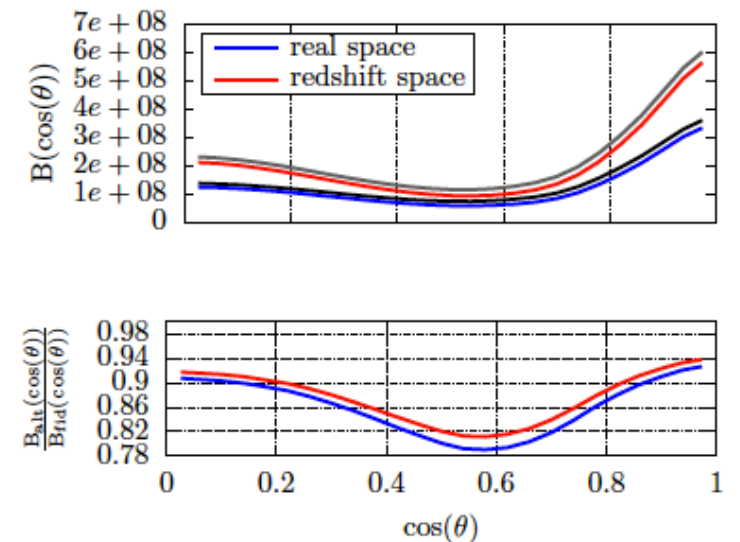 B(cos(θ))
7e + 08
6e + 08
5e + 08
4e + 08
3e + 08
2e + 08
1e + 08
0
real space
redshift space
B_alt(cos(θ))
B_fid(cos(θ))
0.98
0.94
0.9
0.86
0.82
0.78
0 0.2 0.4 0.6 0.8 1
cos(θ)